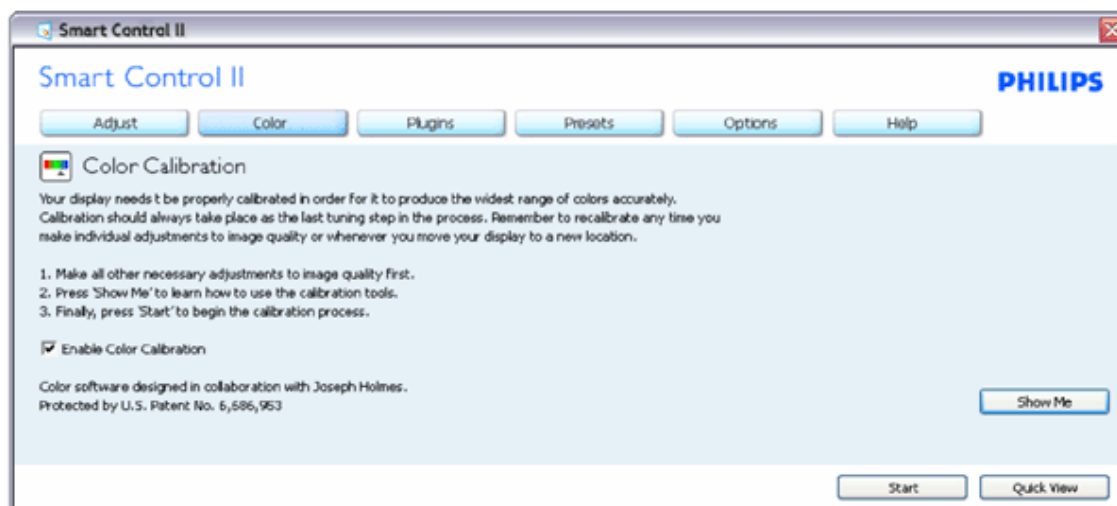 Smart Control II
Smart Control II
PHILIPS
Adjust Color Plugins Presets Options Help
Color Calibration
Your display needs t be properly calibrated in order for it to produce the widest range of colors accurately.
Calibration should always take place as the last tuning step in the process. Remember to recalibrate any time you
make individual adjustments to image quality or whenever you move your display to a new location.
1. Make all other necessary adjustments to image quality first.
2. Press 'Show Me' to learn how to use the calibration tools.
3. Finally, press 'Start' to begin the calibration process.
Enable Color Calibration
Color software designed in collaboration with Joseph Holmes.
Protected by U.S. Patent No. 6,686,953
Show Me
Start Quick View